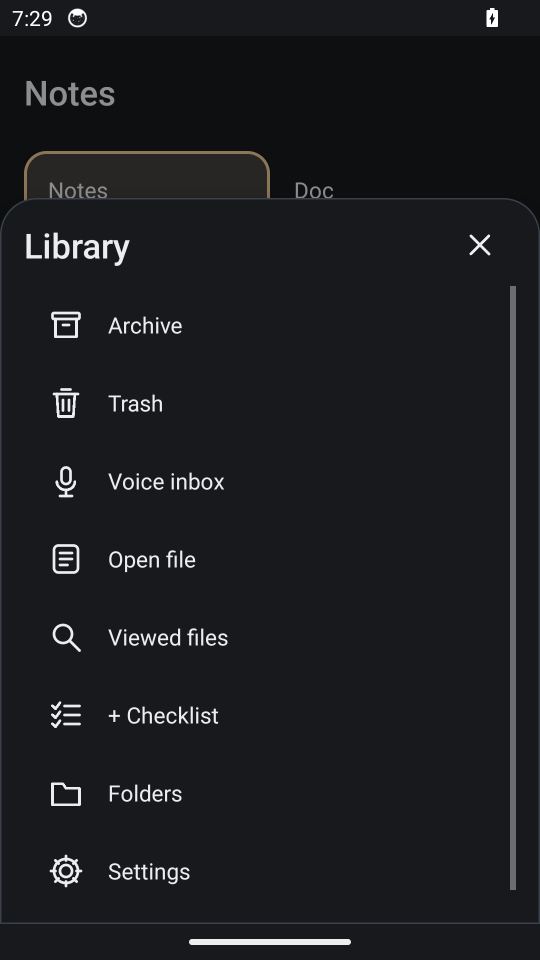 7:29
Notes
Notes
Doc
Library
Archive
Trash
Voice inbox
Open file
Viewed files
+ Checklist
Folders
Settings